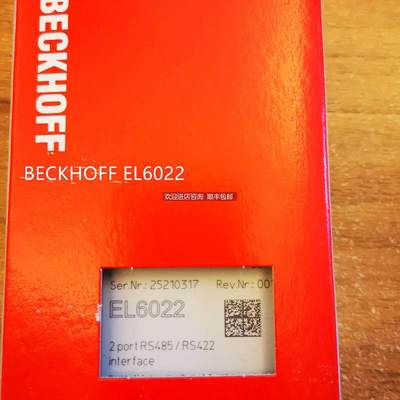 BECKHOFF
BECKHOFF EL6022
欢迎进店咨询 顺丰包邮
Ser.Nr.: 25210317 Rev.Nr.: 001
EL6022
2 port RS485 / RS422
interface